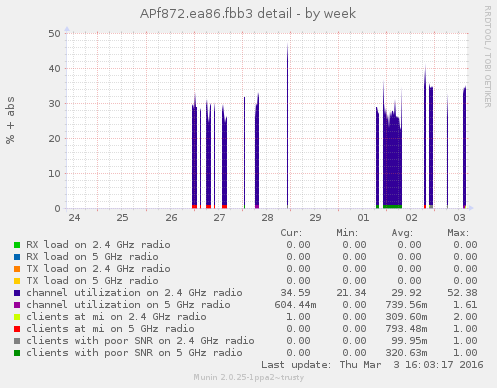 APf872.ea86.fbb3 detail - by week
RRDTOOL / TOBI OETIKER
% + abs
50
40
30
20
10
0
24 25 26 27 28 29 01 02 03
Cur: Min: Avg: Max:
RX load on 2.4 GHz radio 0.00 0.00 0.00 0.00
RX load on 5 GHz radio 0.00 0.00 0.00 0.00
TX load on 2.4 GHz radio 0.00 0.00 0.00 0.00
TX load on 5 GHz radio 0.00 0.00 0.00 0.00
channel utilization on 2.4 GHz radio 34.59 21.34 29.92 52.38
channel utilization on 5 GHz radio 604.44m 0.00 739.56m 1.61
clients at mi on 2.4 GHz radio 1.00 0.00 309.60m 2.00
clients at mi on 5 GHz radio 0.00 0.00 793.48m 1.00
clients with poor SNR on 2.4 GHz radio 0.00 0.00 99.95m 1.00
clients with poor SNR on 5 GHz radio 0.00 0.00 320.63m 1.00
Last update: Thu Mar 3 16:03:17 2016
Munin 2.0.25-1ppa2~trusty